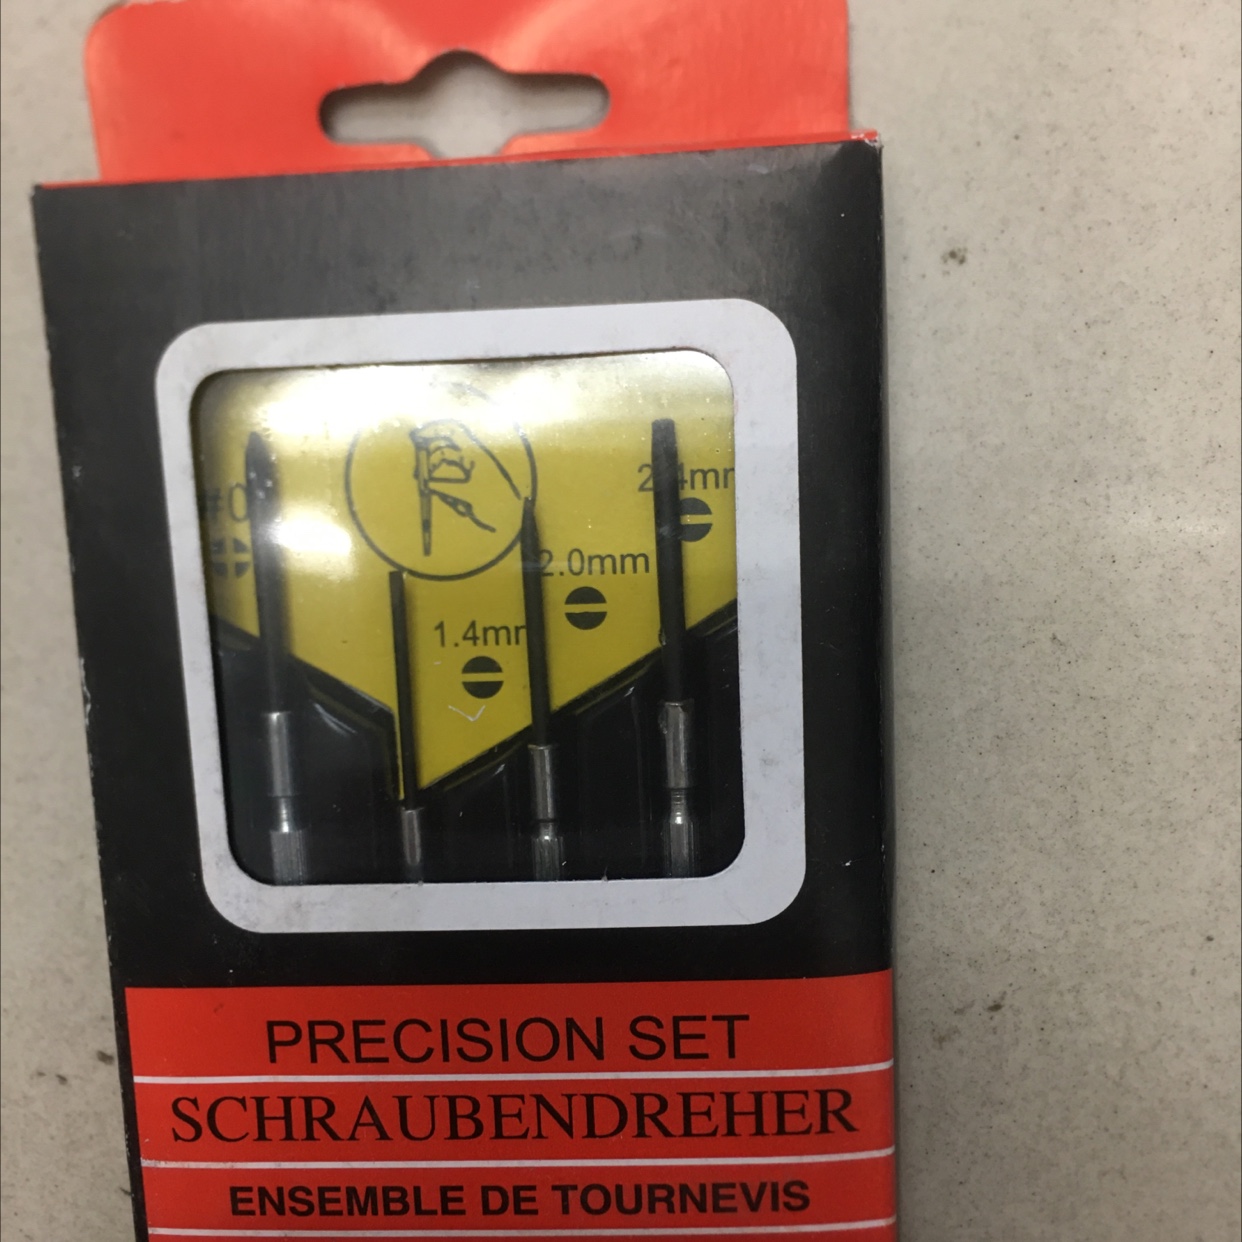 #0
2.4mm
2.0mm
1.4mm
PRECISION SET
SCHRAUBENDREHER
ENSEMBLE DE TOURNEVIS